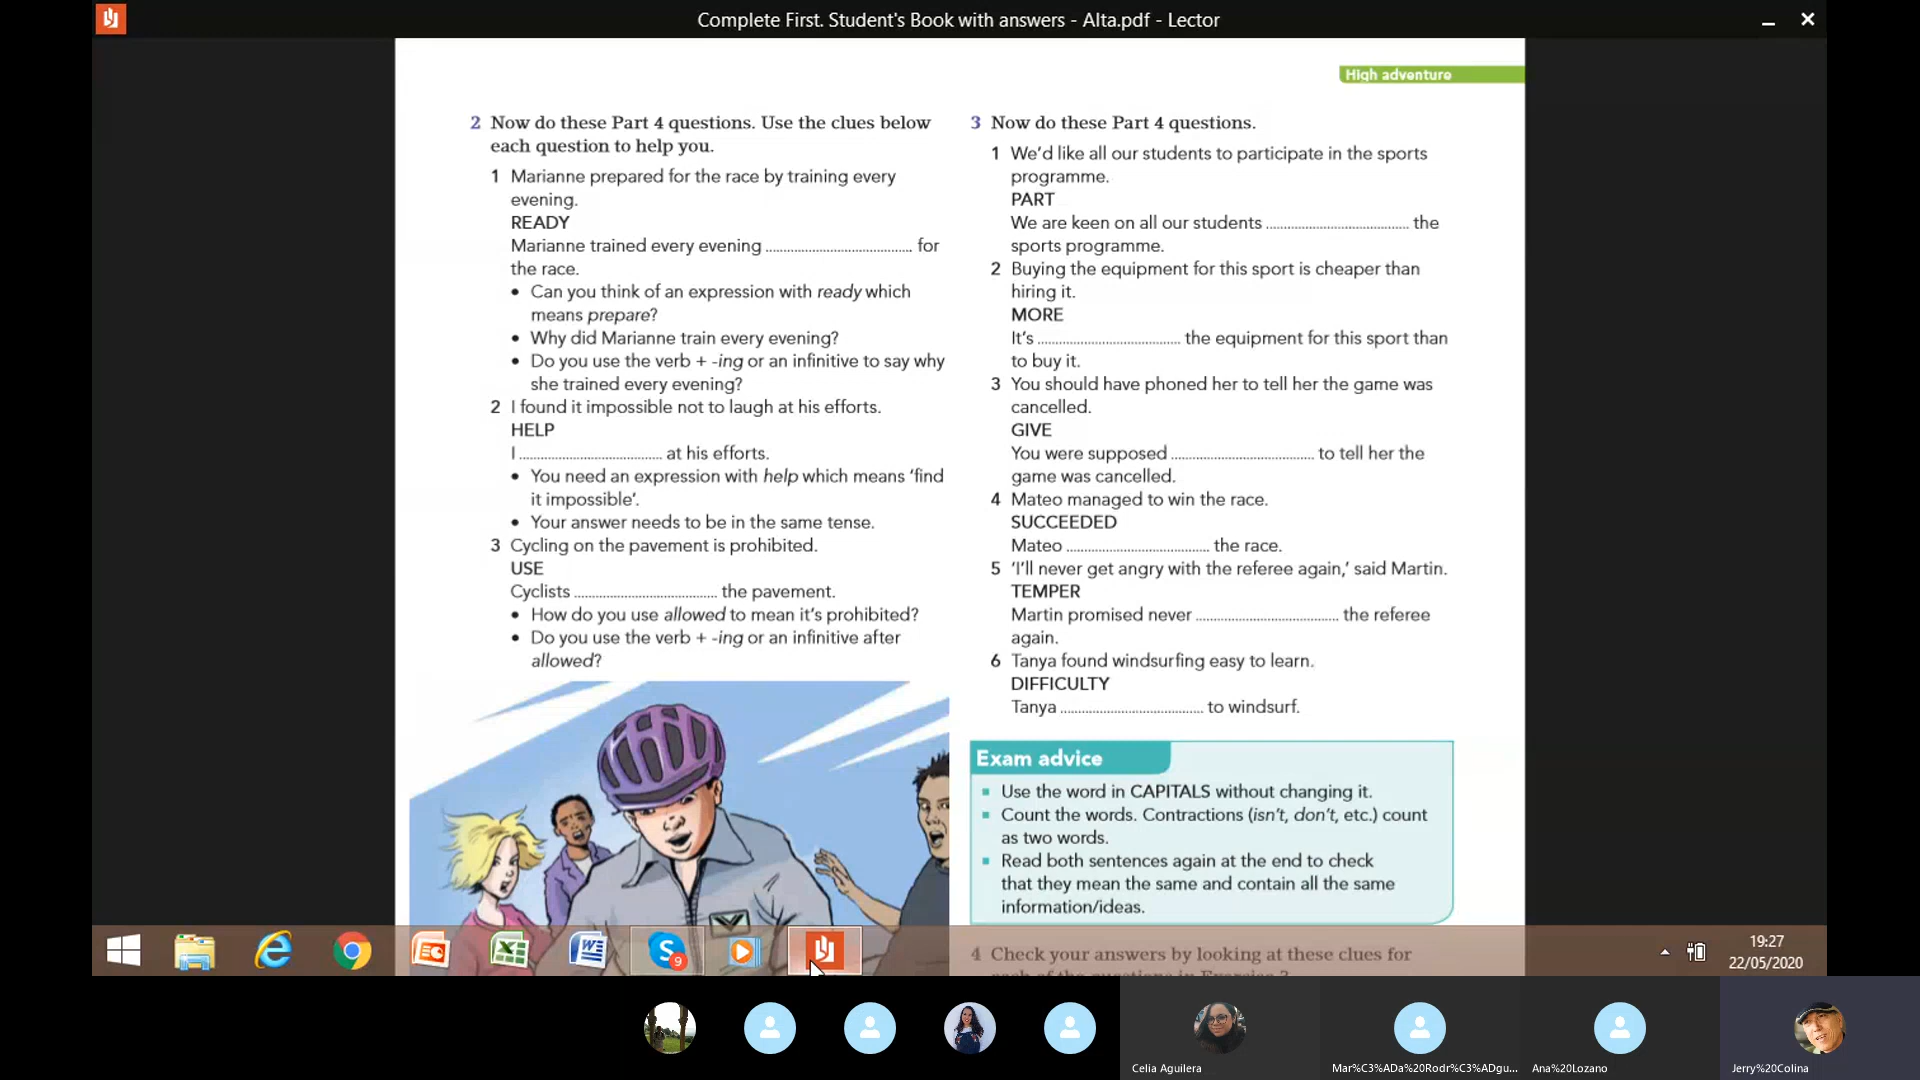 Complete First. Student's Book with answers - Alta.pdf - Lector
High adventure
2 Now do these Part 4 questions. Use the clues below
each question to help you.
1 Marianne prepared for the race by training every
evening.
READY
Marianne trained every evening ........................................ for
the race.
• Can you think of an expression with ready which
means prepare?
• Why did Marianne train every evening?
• Do you use the verb + -ing or an infinitive to say why
she trained every evening?
2 I found it impossible not to laugh at his efforts.
HELP
I ........................................ at his efforts.
• You need an expression with help which means 'find
it impossible'.
• Your answer needs to be in the same tense.
3 Cycling on the pavement is prohibited.
USE
Cyclists ........................................ the pavement.
• How do you use allowed to mean it's prohibited?
• Do you use the verb + -ing or an infinitive after
allowed?
3 Now do these Part 4 questions.
1 We'd like all our students to participate in the sports
programme.
PART
We are keen on all our students ........................................ the
sports programme.
2 Buying the equipment for this sport is cheaper than
hiring it.
MORE
It's ........................................ the equipment for this sport than
to buy it.
3 You should have phoned her to tell her the game was
cancelled.
GIVE
You were supposed ........................................ to tell her the
game was cancelled.
4 Mateo managed to win the race.
SUCCEEDED
Mateo ........................................ the race.
5 'I'll never get angry with the referee again,' said Martin.
TEMPER
Martin promised never ........................................ the referee
again.
6 Tanya found windsurfing easy to learn.
DIFFICULTY
Tanya ........................................ to windsurf.
Exam advice
▪ Use the word in CAPITALS without changing it.
▪ Count the words. Contractions (isn't, don't, etc.) count
as two words.
▪ Read both sentences again at the end to check
that they mean the same and contain all the same
information/ideas.
4 Check your answers by looking at these clues for
each of the questions in Exercise 3
9
19:27
22/05/2020
Celia Aguilera
Mar%C3%ADa%20Rodr%C3%ADgu...
Ana%20Lozano
Jerry%20Colina